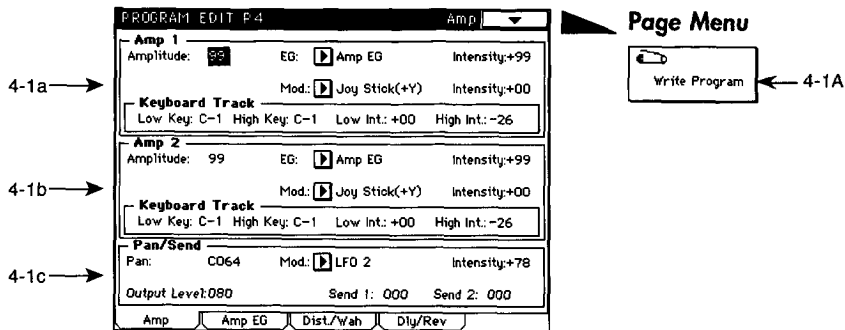 PROGRAM EDIT P4 Amp
Page Menu
Amp 1
Amplitude: 99 EG: Amp EG Intensity:+99
Write Program
4-1A
4-1a
Mod.: Joy Stick(+Y) Intensity:+00
Keyboard Track
Low Key: C-1 High Key: C-1 Low Int.: +00 High Int.: -26
Amp 2
Amplitude: 99 EG: Amp EG Intensity:+99
4-1b
Mod.: Joy Stick(+Y) Intensity:+00
Keyboard Track
Low Key: C-1 High Key: C-1 Low Int.: +00 High Int.: -26
Pan/Send
Pan: C064 Mod.: LFO 2 Intensity:+78
4-1c
Output Level:080 Send 1: 000 Send 2: 000
Amp Amp EG Dist./Wah Dly/Rev